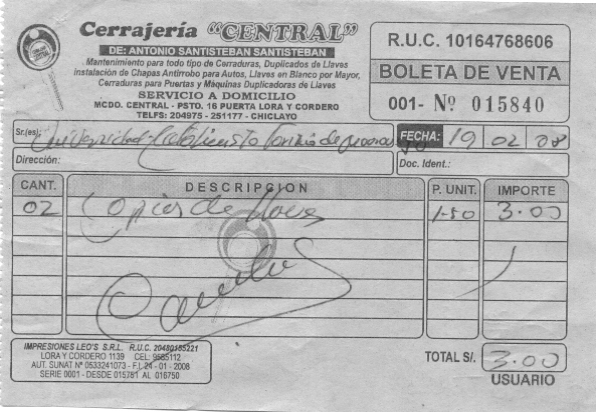 Cerrajería "CENTRAL"
DE: ANTONIO SANTISTEBAN SANTISTEBAN
Mantenimiento para todo tipo de Cerraduras, Duplicados de Llaves
instalación de Chapas Antirrobo para Autos, Llaves en Blanco por Mayor,
Cerraduras para Puertas y Máquinas Duplicadoras de Llaves
SERVICIO A DOMICILIO
MCDO. CENTRAL - PSTO. 16 PUERTA LORA Y CORDERO
TELFS: 204975 - 251177 - CHICLAYO
R.U.C. 10164768606
BOLETA DE VENTA
001- Nº 015840
Sr.(es): Universidad Católica Sto Toribio de
FECHA: 19 02 08
Dirección:
Doc. Ident.:
CANT. DESCRIPCION P. UNIT. IMPORTE
02 Copias de llaves 1.50 3.00
IMPRESIONES LEO'S S.R.L. R.U.C. 20480155221
LORA Y CORDERO 1139 CEL: 9685112
AUT. SUNAT Nº 0533241073 - F.I. 24 - 01 - 2008
SERIE 0001 - DESDE 015751 AL 016750
TOTAL S/. 3.00
USUARIO